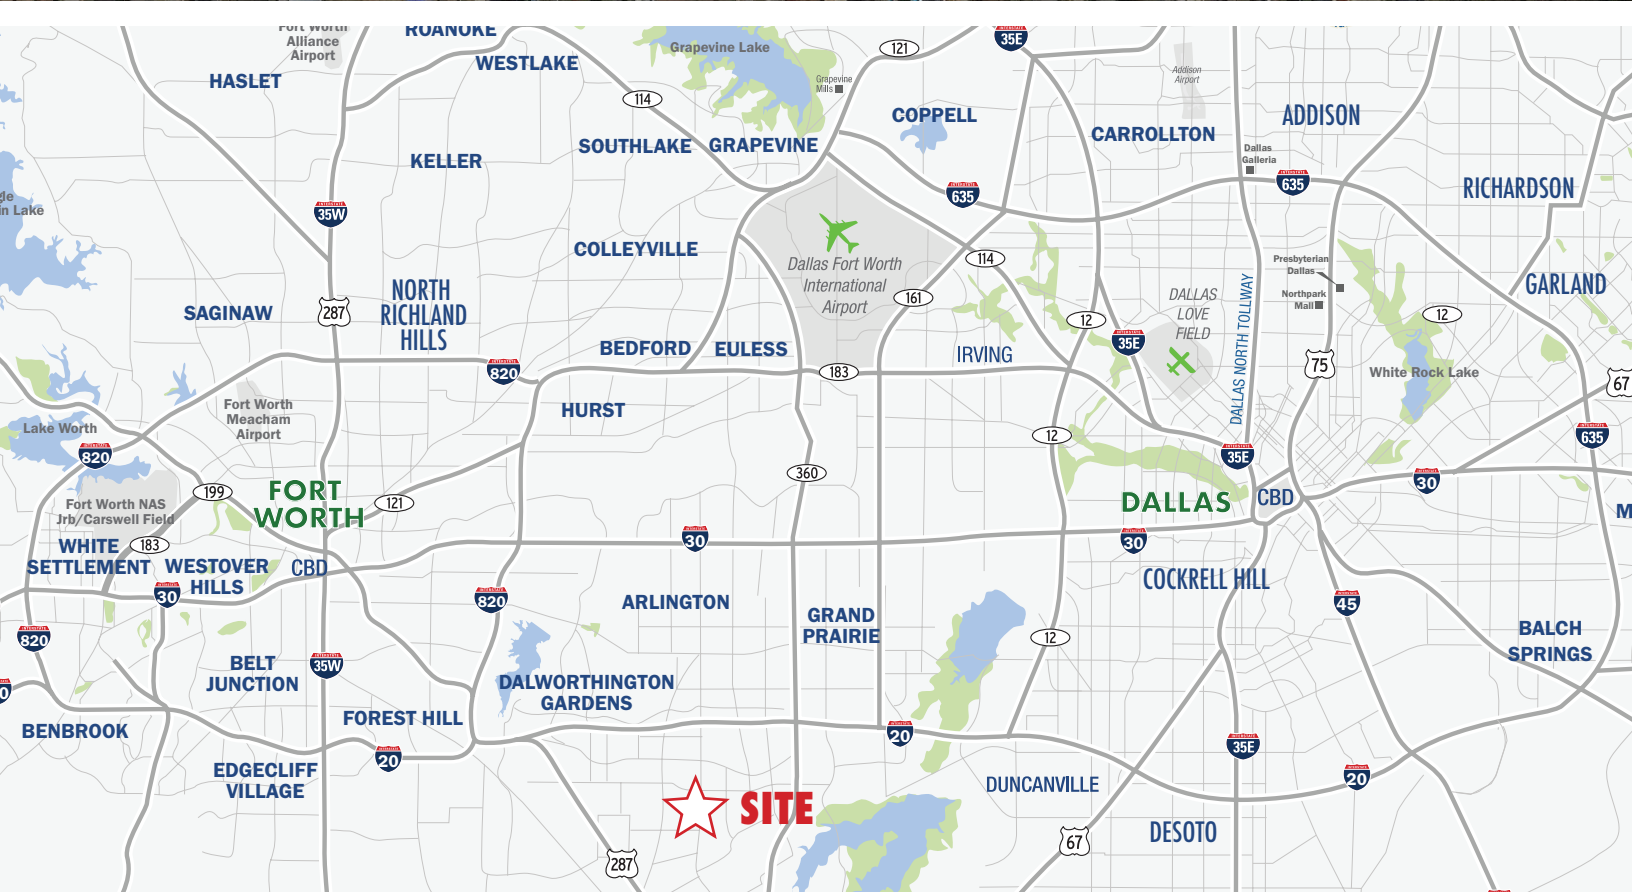 Fort Worth
Alliance
Airport
ROANOKE
HASLET
WESTLAKE
Grapevine Lake
Grapevine
Mills
121
INTERSTATE
35E
Addison
Airport
114
COPPELL
CARROLLTON
ADDISON
SOUTHLAKE
GRAPEVINE
KELLER
Dallas
Galleria
635
635
RICHARDSON
in Lake
35W
COLLEYVILLE
Dallas Fort Worth
International
Airport
114
161
Presbyterian
Dallas
Northpark
Mall
GARLAND
NORTH
RICHLAND
HILLS
SAGINAW
287
DALLAS
LOVE
FIELD
DALLAS NORTH TOLLWAY
12
12
35E
BEDFORD
EULESS
IRVING
820
183
75
White Rock Lake
67
Fort Worth
Meacham
Airport
HURST
Lake Worth
820
12
35E
635
360
30
199
FORT
WORTH
121
DALLAS
CBD
Fort Worth NAS
Jrb/Carswell Field
183
30
30
WHITE
SETTLEMENT
WESTOVER
HILLS
CBD
COCKRELL HILL
30
820
ARLINGTON
GRAND
PRAIRIE
45
820
12
BALCH
SPRINGS
BELT
JUNCTION
35W
DALWORTHINGTON
GARDENS
FOREST HILL
BENBROOK
20
20
35E
EDGECLIFF
VILLAGE
DUNCANVILLE
20
SITE
DESOTO
67
287